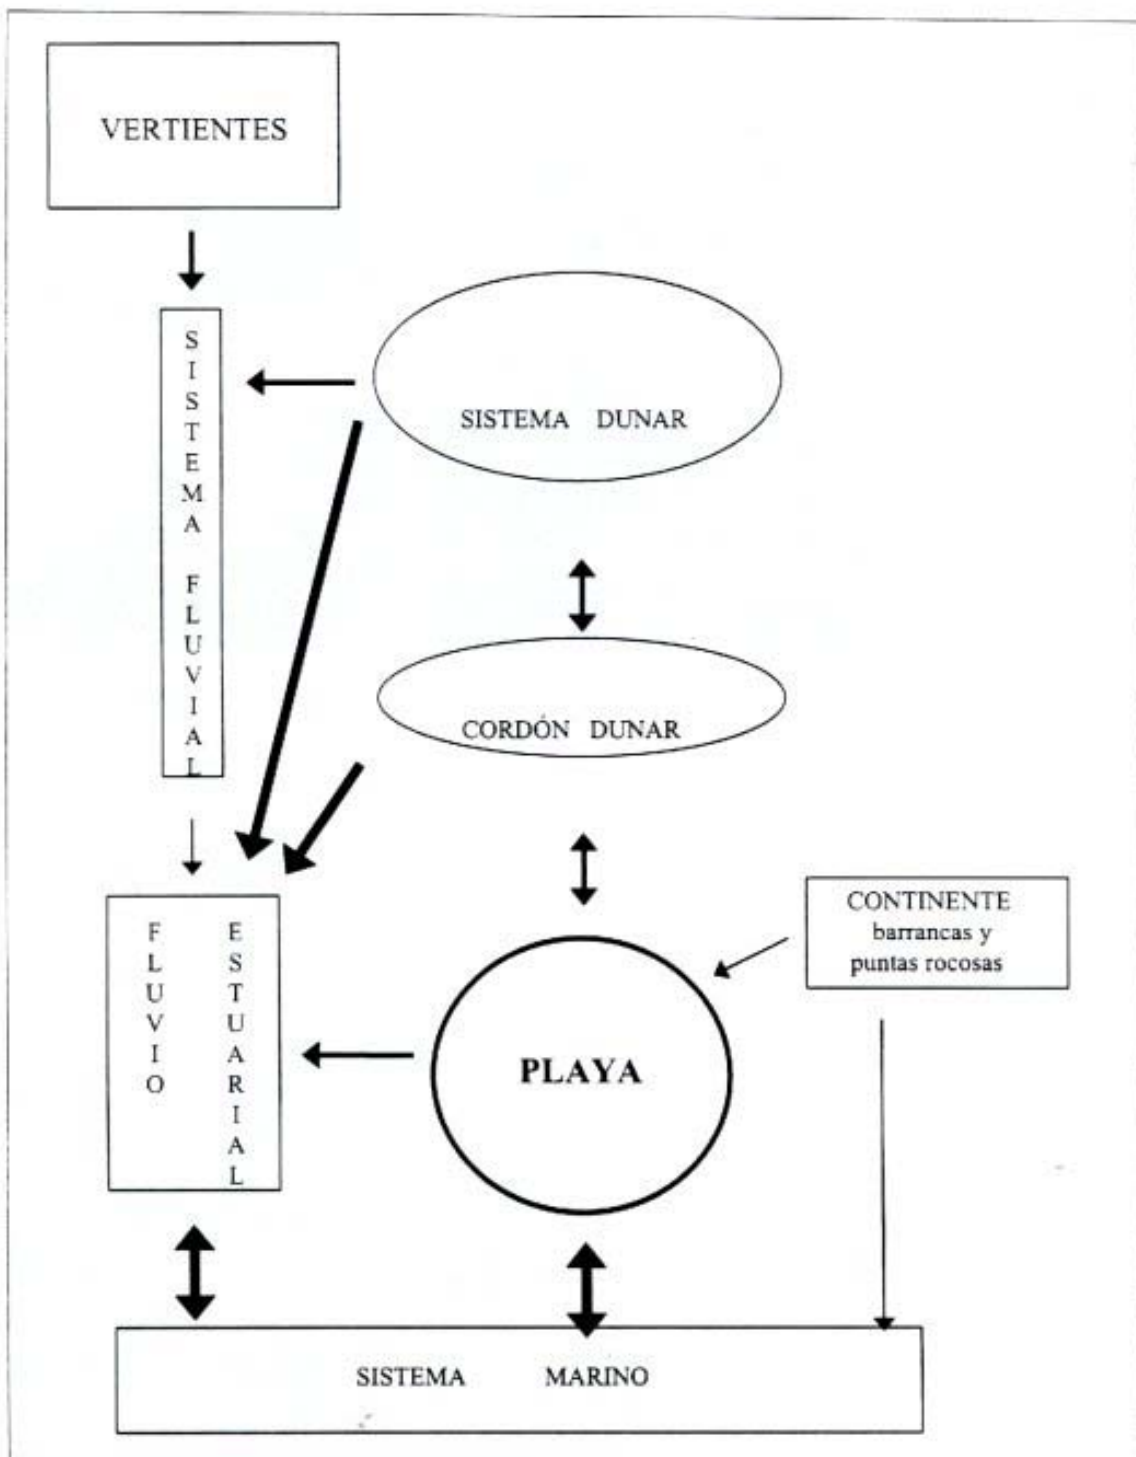 VERTIENTES
SISTEMA FLUVIAL
SISTEMA DUNAR
CORDÓN DUNAR
FLUVIO ESTUARIAL
CONTINENTE
barrancas y
puntas rocosas
PLAYA
SISTEMA MARINO